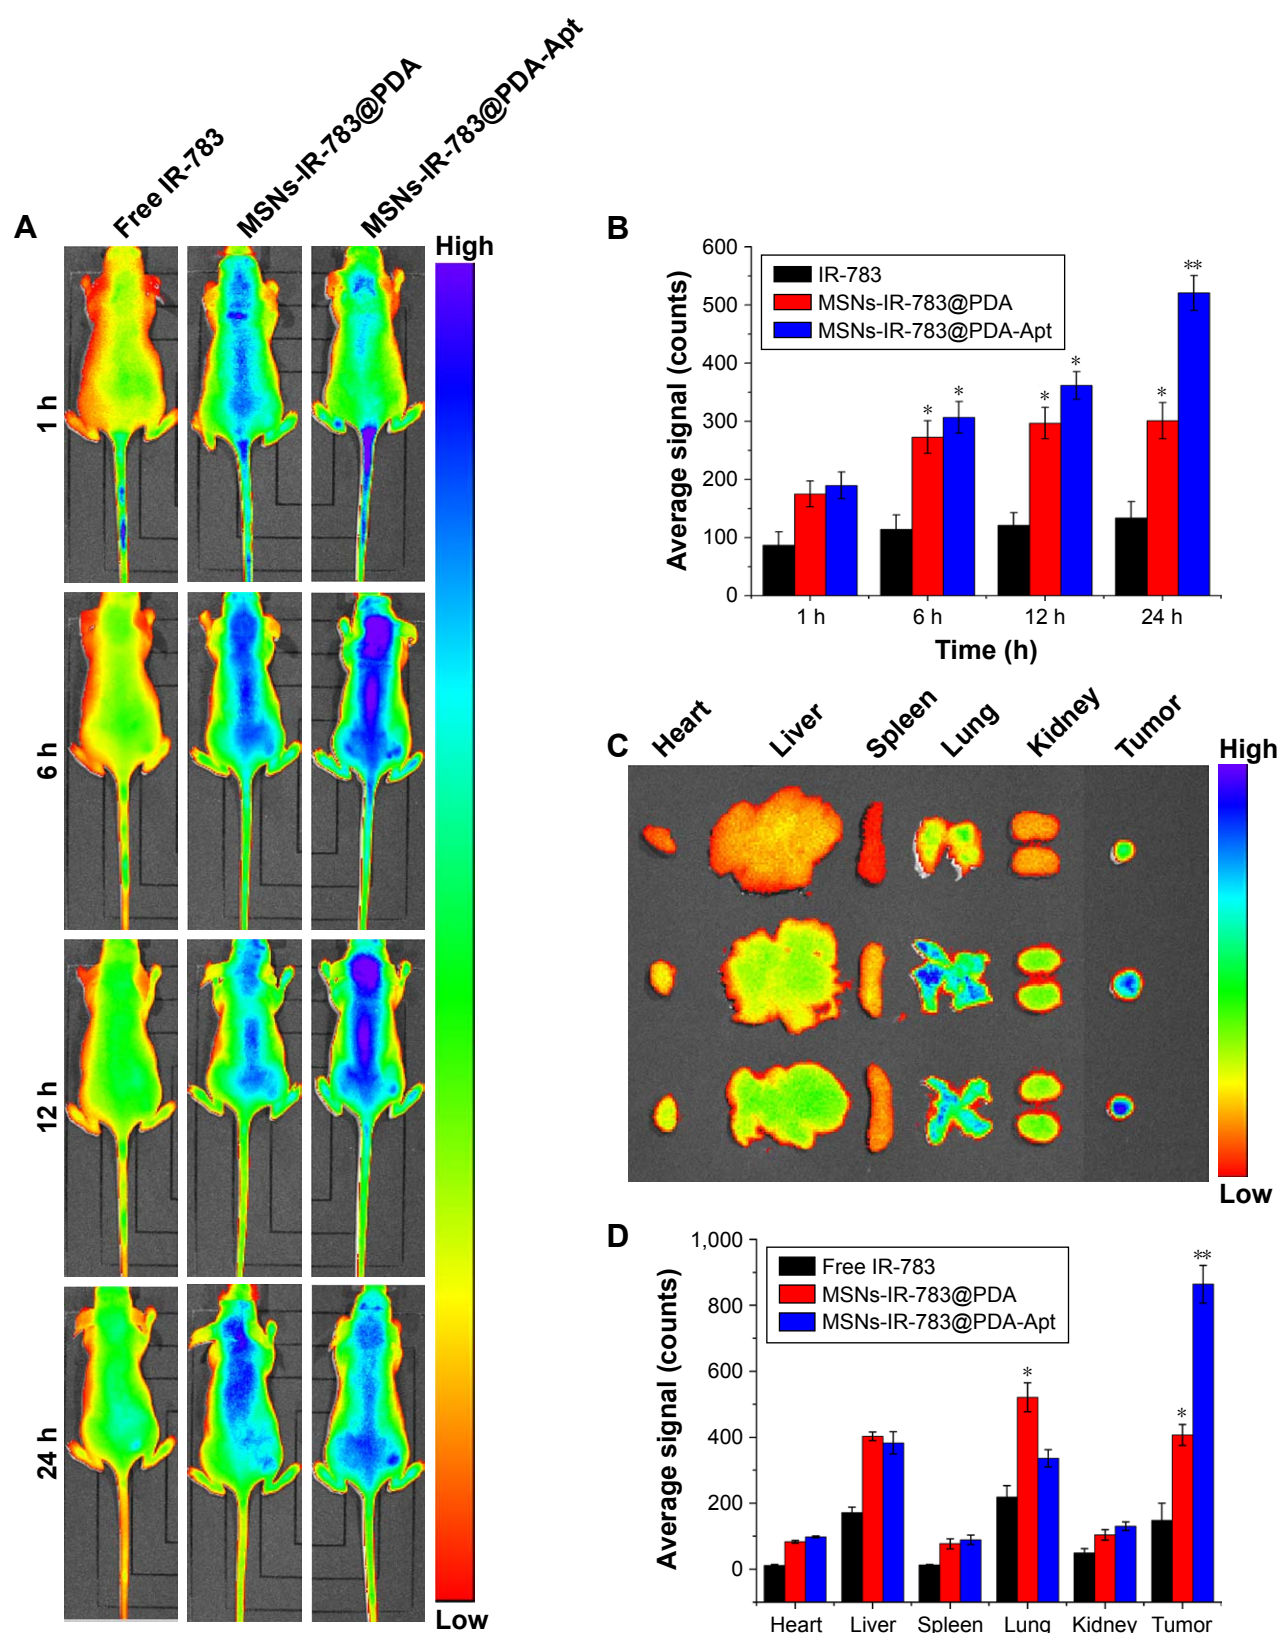 A
Free IR-783
MSNs-IR-783@PDA
MSNs-IR-783@PDA-Apt
High
1 h
6 h
12 h
24 h
Low
B
600
500
400
300
200
100
0
Average signal (counts)
IR-783
MSNs-IR-783@PDA
MSNs-IR-783@PDA-Apt
*
*
*
*
*
**
1 h
6 h
12 h
24 h
Time (h)
C
Heart
Liver
Spleen
Lung
Kidney
Tumor
High
Low
D
1,000
800
600
400
200
0
Average signal (counts)
Free IR-783
MSNs-IR-783@PDA
MSNs-IR-783@PDA-Apt
*
*
**
Heart
Liver
Spleen
Lung
Kidney
Tumor